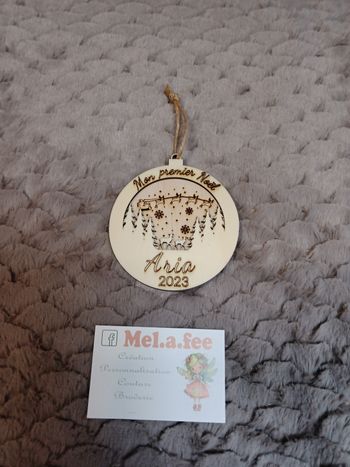 Mon premier Noël
Aria
2023
f Mel.a.fee
Création
Personnalisation
Couture
Broderie